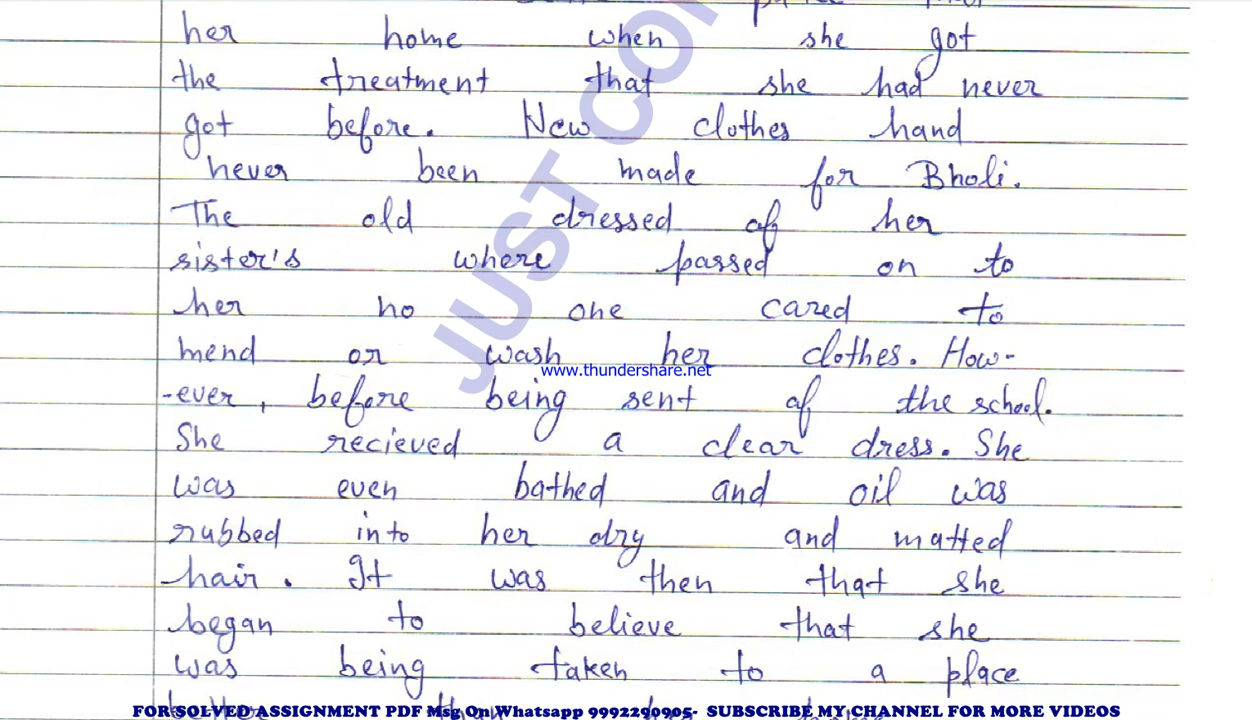 her home when she got
the treatment that she had never
got before. New clothes hand
never been made for Bholi.
The old dressed of her
sister's where passed on to
her no one cared to
mend or wash her clothes. How-
www.thundershare.net
-ever, before being sent of the school.
She recieved a clear dress. She
was even bathed and oil was
rubbed into her dry and matted
hair. It was then that she
began to believe that she
was being taken to a place
FOR SOLVED ASSIGNMENT PDF Msg On Whatsapp 9992290905- SUBSCRIBE MY CHANNEL FOR MORE VIDEOS
JUST CO